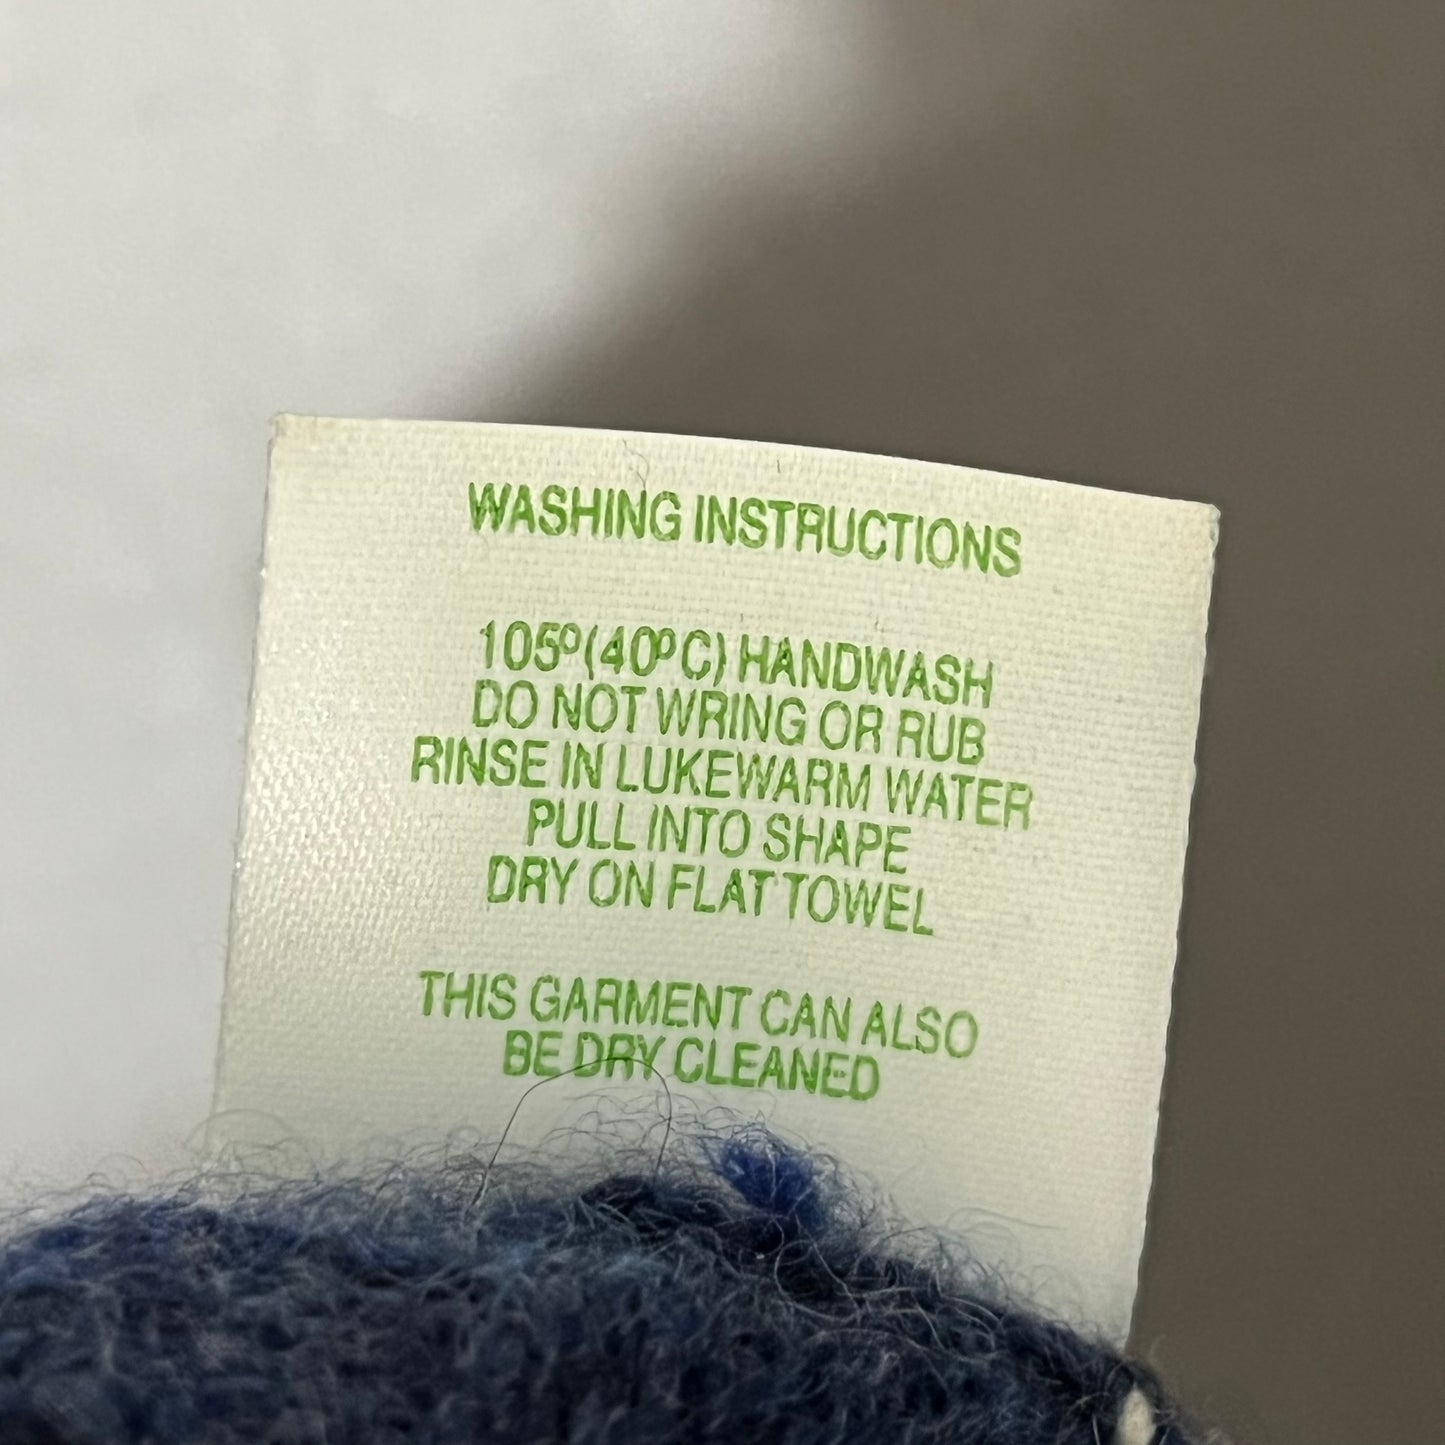 WASHING INSTRUCTIONS
105º(40ºC) HANDWASH
DO NOT WRING OR RUB
RINSE IN LUKEWARM WATER
PULL INTO SHAPE
DRY ON FLAT TOWEL
THIS GARMENT CAN ALSO
BE DRY CLEANED